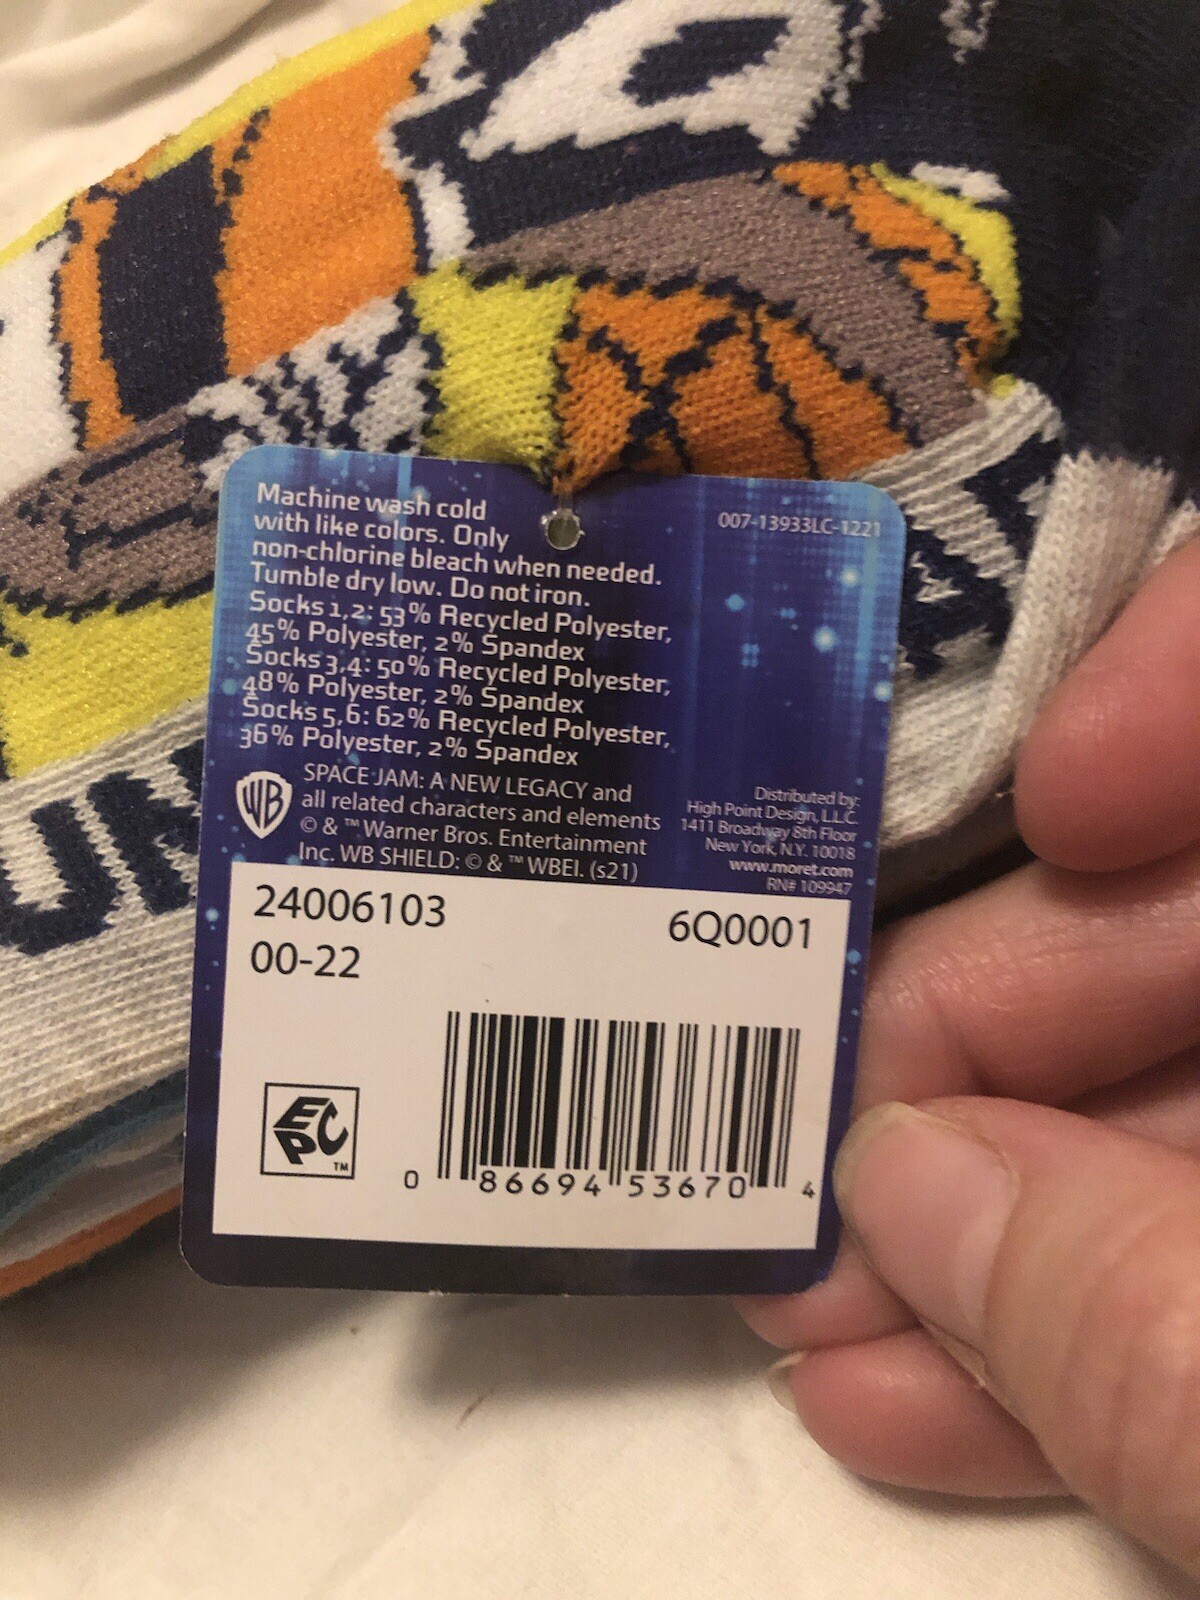 Machine wash cold
with like colors. Only
non-chlorine bleach when needed.
Tumble dry low. Do not iron.
Socks 1,2: 53% Recycled Polyester,
45% Polyester, 2% Spandex
Socks 3,4: 50% Recycled Polyester,
48% Polyester, 2% Spandex
Socks 5,6: 62% Recycled Polyester,
36% Polyester, 2% Spandex
007-13933LC-1221
WB
SPACE JAM: A NEW LEGACY and
all related characters and elements
© & ™ Warner Bros. Entertainment
Inc. WB SHIELD: © & ™ WBEI. (s21)
Distributed by:
High Point Design, L.L.C.
1411 Broadway 8th Floor
New York, N.Y. 10018
www.moret.com
RN# 109947
24006103
6Q0001
00-22
EPC ™
0 86694 53670 4